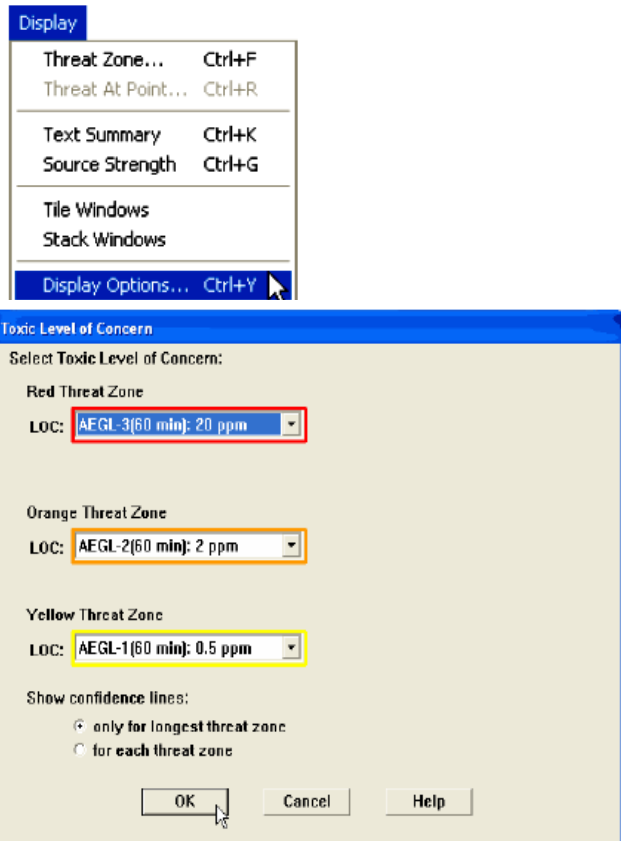 Display
Threat Zone... Ctrl+F
Threat At Point... Ctrl+R
Text Summary Ctrl+K
Source Strength Ctrl+G
Tile Windows
Stack Windows
Display Options... Ctrl+Y
Toxic Level of Concern
Select Toxic Level of Concern:
Red Threat Zone
LOC: AEGL-3(60 min): 20 ppm
Orange Threat Zone
LOC: AEGL-2(60 min): 2 ppm
Yellow Threat Zone
LOC: AEGL-1(60 min): 0.5 ppm
Show confidence lines:
only for longest threat zone
for each threat zone
OK Cancel Help